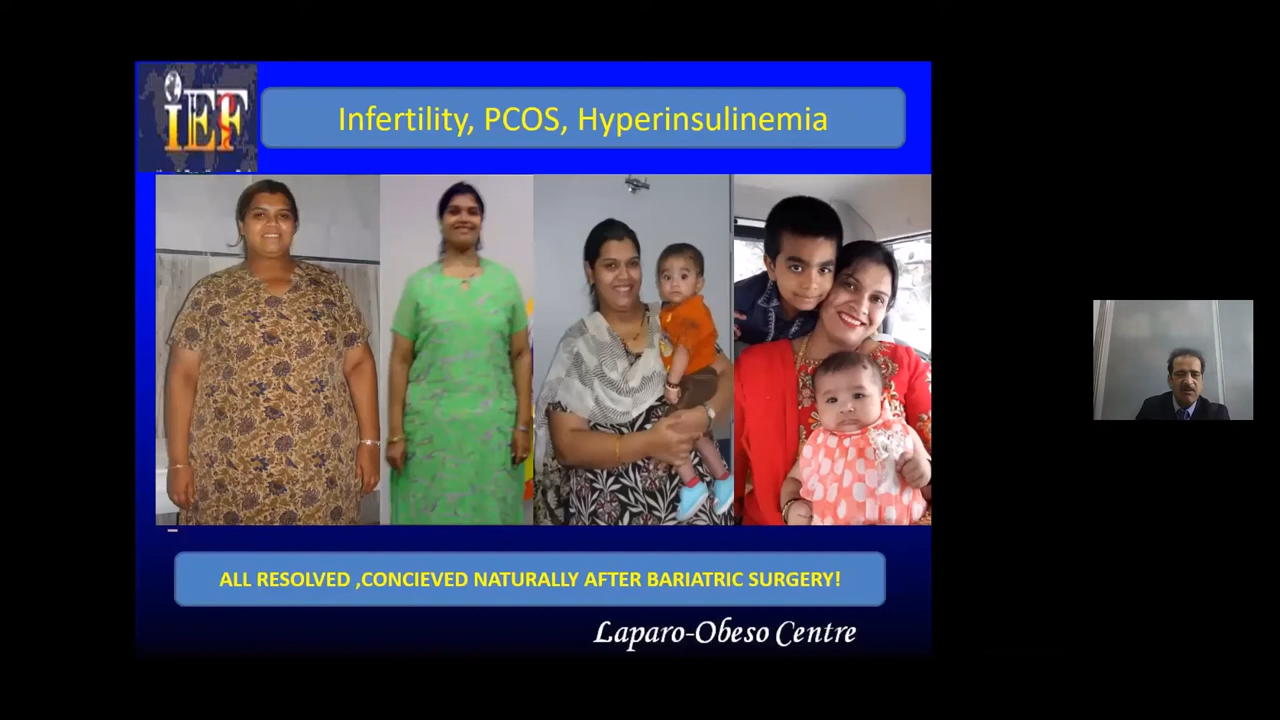 iEF
Infertility, PCOS, Hyperinsulinemia
ALL RESOLVED ,CONCIEVED NATURALLY AFTER BARIATRIC SURGERY!
Laparo-Obeso Centre